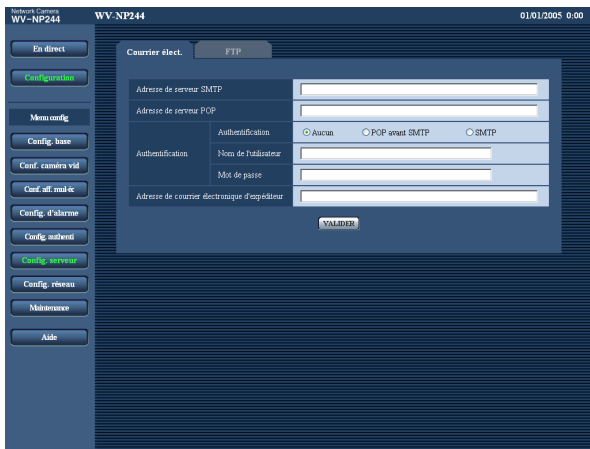 Network Camera
WV-NP244
WV-NP244
01/01/2005 0:00
En direct
Configuration
Menu config
Config. base
Conf. caméra vid
Conf. aff. mul-éc
Config. d'alarme
Config. authenti
Config. serveur
Config. réseau
Maintenance
Aide
Courrier élect.
FTP
Adresse de serveur SMTP
Adresse de serveur POP
Authentification
Authentification
Aucun
POP avant SMTP
SMTP
Nom de l'utilisateur
Mot de passe
Adresse de courrier électronique d'expéditeur
VALIDER